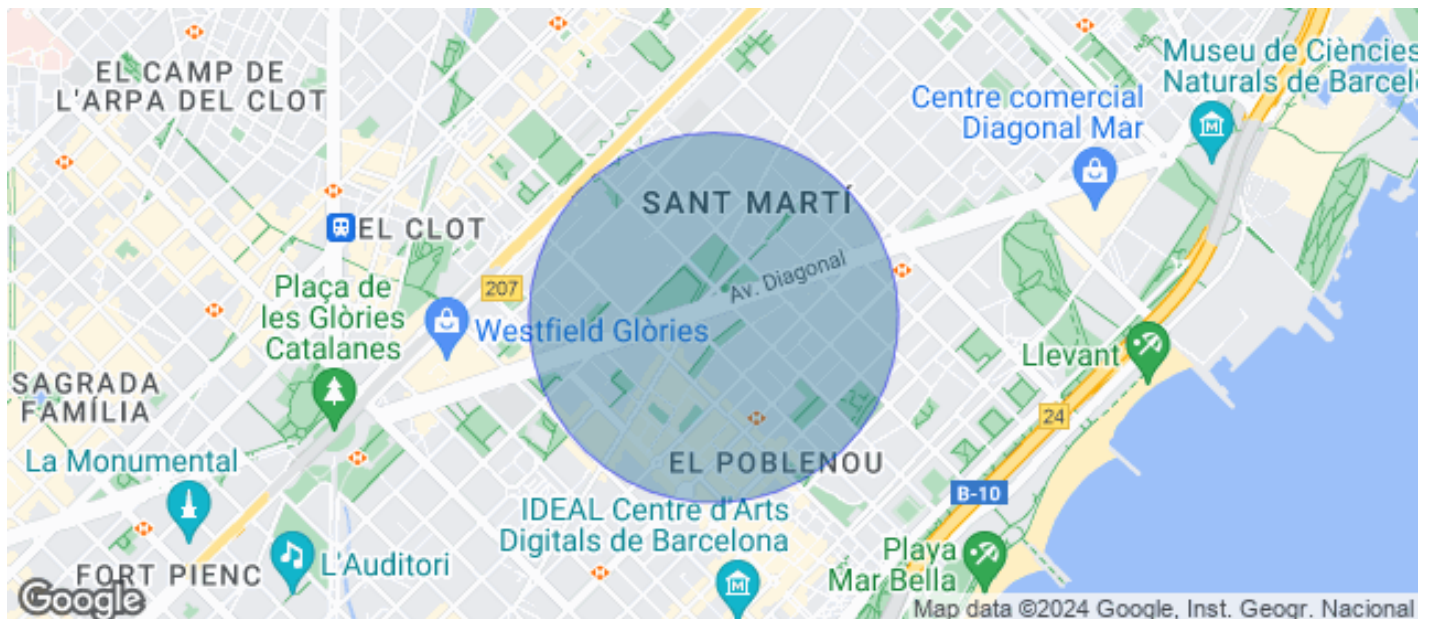 EL CAMP DE
L'ARPA DEL CLOT
Museu de Ciències
Naturals de Barcel
Centre comercial
Diagonal Mar
SANT MARTÍ
EL CLOT
Av. Diagonal
207
Plaça de
les Glòries
Catalanes
Westfield Glòries
Llevant
SAGRADA
FAMÍLIA
24
La Monumental
EL POBLENOU
B-10
IDEAL Centre d'Arts
Digitals de Barcelona
Playa
Mar Bella
L'Auditori
FORT PIENC
Google
Map data ©2024 Google, Inst. Geogr. Nacional